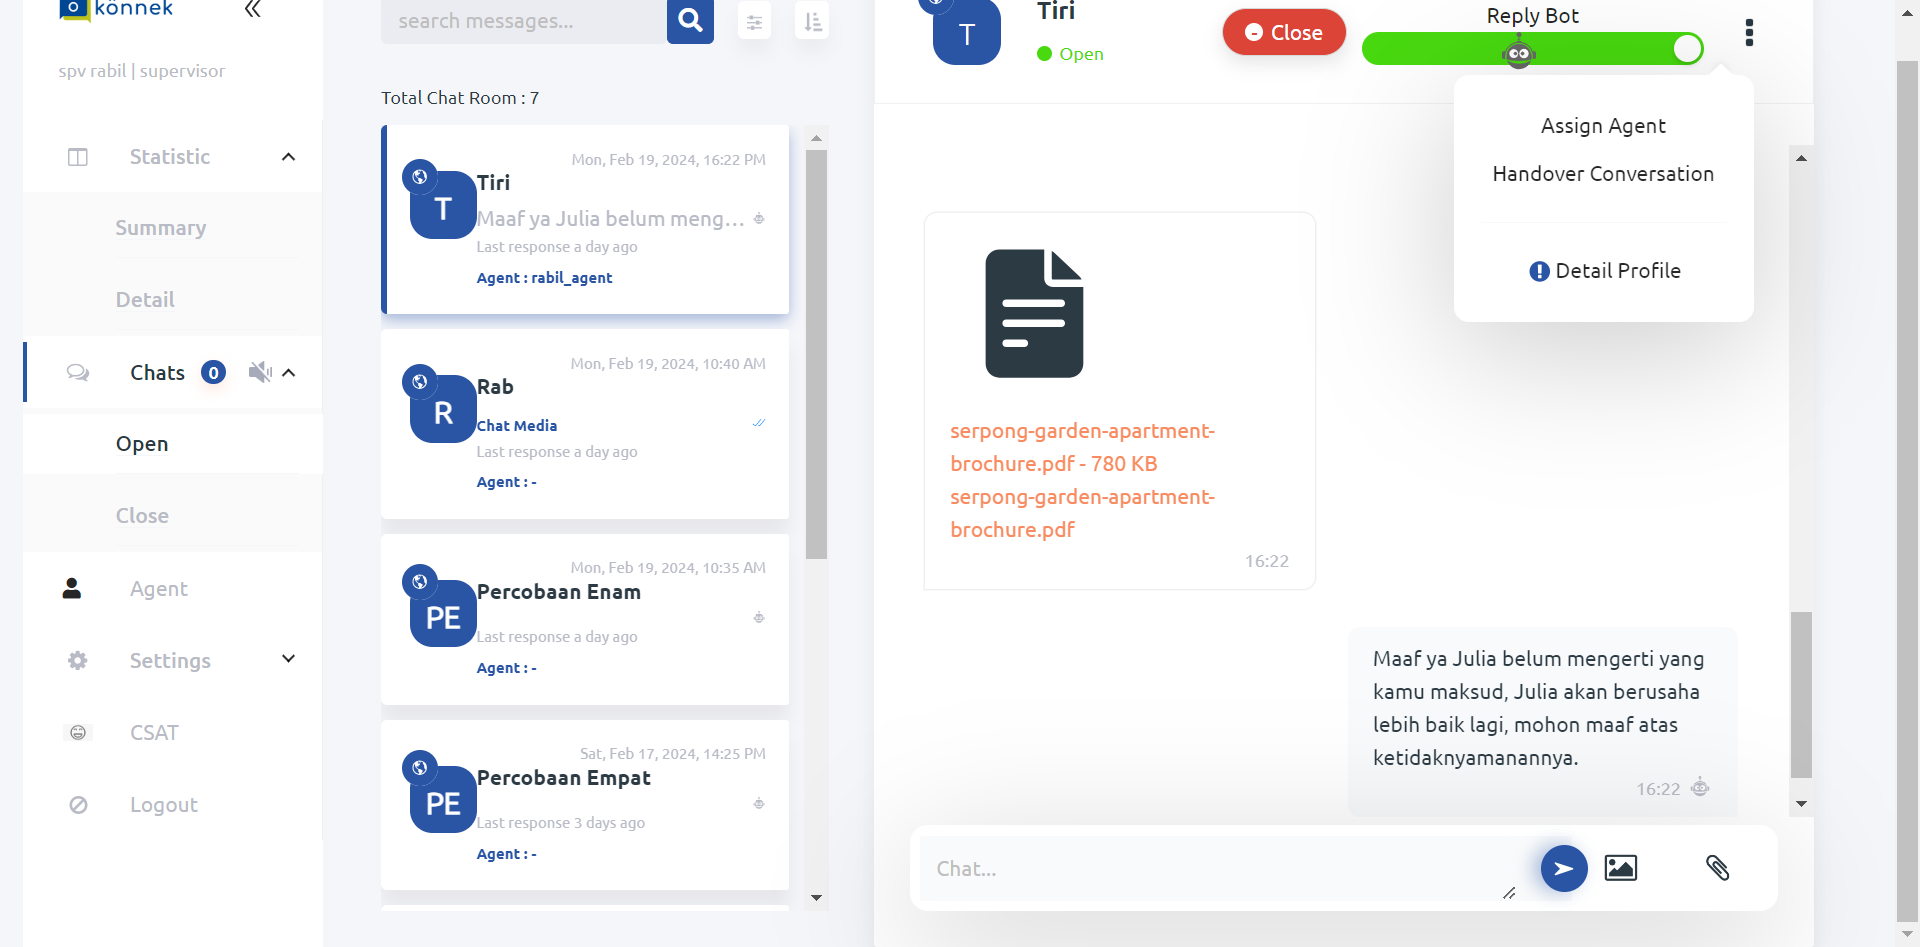 könnek
spv rabil | supervisor
Statistic
Summary
Detail
Chats 0
Open
Close
Agent
Settings
CSAT
Logout
search messages...
Total Chat Room : 7
Mon, Feb 19, 2024, 16:22 PM
T
Tiri
Maaf ya Julia belum meng...
Last response a day ago
Agent : rabil_agent
Mon, Feb 19, 2024, 10:40 AM
R
Rab
Chat Media
Last response a day ago
Agent : -
Mon, Feb 19, 2024, 10:35 AM
PE
Percobaan Enam
Last response a day ago
Agent : -
Sat, Feb 17, 2024, 14:25 PM
PE
Percobaan Empat
Last response 3 days ago
Agent : -
T
Tiri
Open
Close
Reply Bot
Assign Agent
Handover Conversation
Detail Profile
serpong-garden-apartment-
brochure.pdf - 780 KB
serpong-garden-apartment-
brochure.pdf
16:22
Maaf ya Julia belum mengerti yang
kamu maksud, Julia akan berusaha
lebih baik lagi, mohon maaf atas
ketidaknyamanannya.
16:22
Chat...